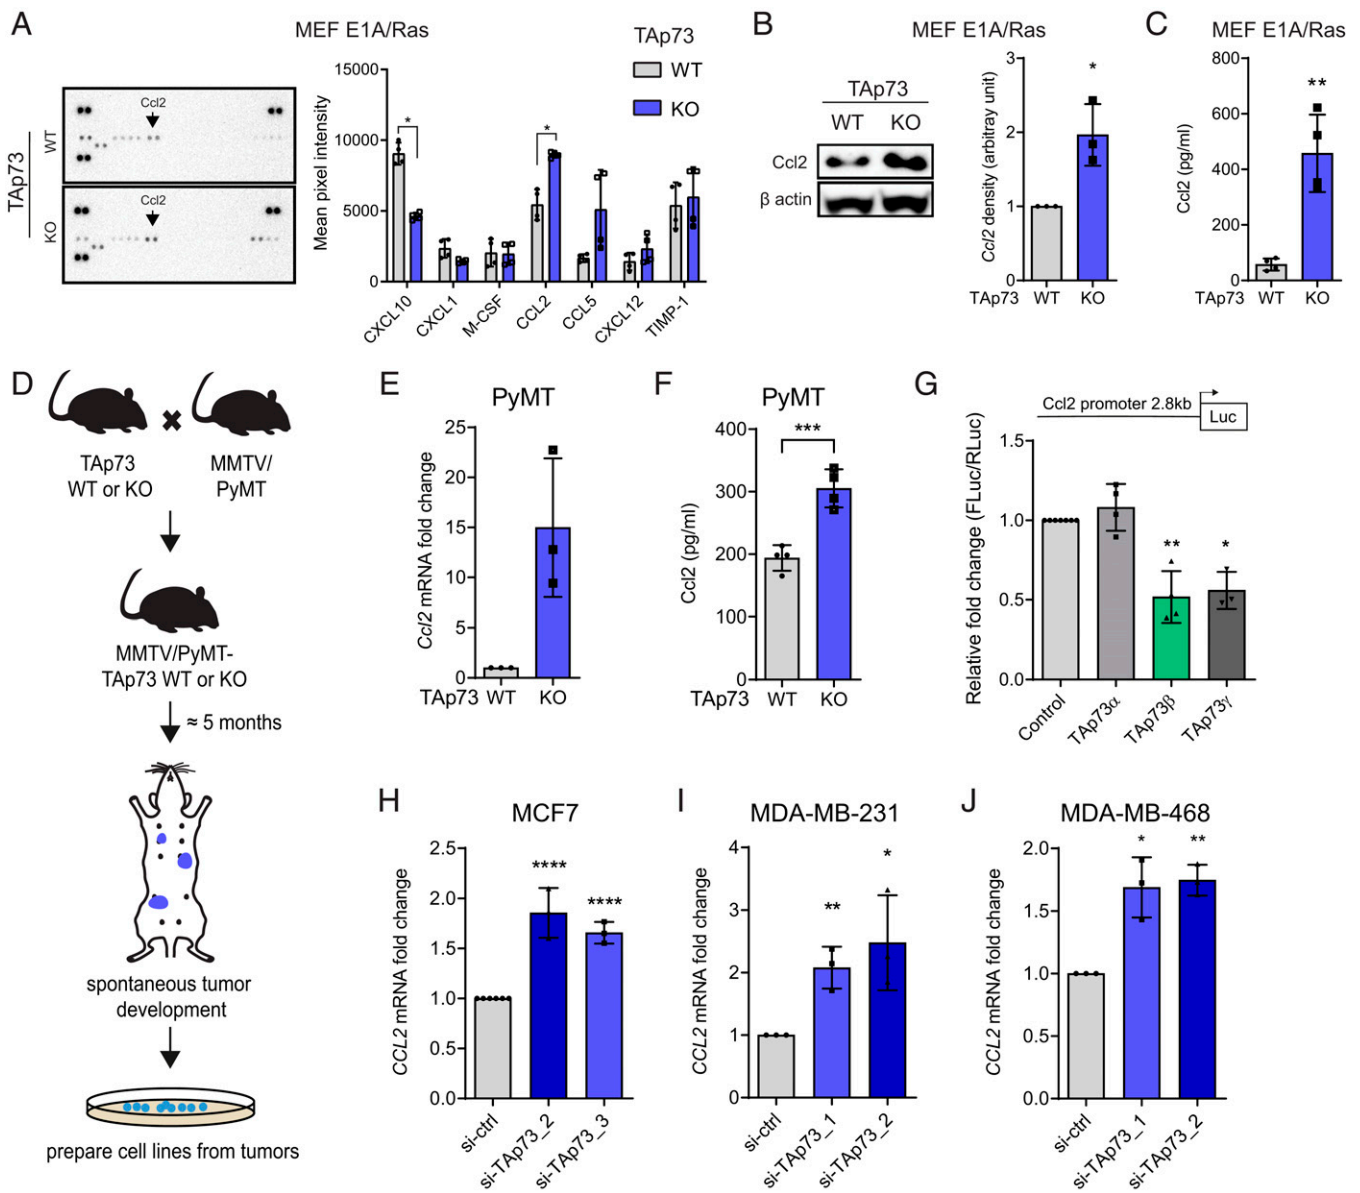 A
MEF E1A/Ras
TAp73
WT
KO
TAp73
WT
KO
Ccl2
Ccl2
Mean pixel intensity
15000
10000
5000
0
*
*
CXCL10
CXCL1
M-CSF
CCL2
CCL5
CXCL12
TIMP-1
B
MEF E1A/Ras
TAp73
WT KO
Ccl2
β actin
Ccl2 density (arbitray unit)
3
2
1
0
*
TAp73 WT KO
C
MEF E1A/Ras
Ccl2 (pg/ml)
800
600
400
200
0
**
TAp73 WT KO
D
TAp73
WT or KO
MMTV/
PyMT
MMTV/PyMT-
TAp73 WT or KO
≈ 5 months
spontaneous tumor
development
prepare cell lines from tumors
E
PyMT
Ccl2 mRNA fold change
25
20
15
10
5
0
TAp73 WT KO
F
PyMT
Ccl2 (pg/ml)
400
300
200
100
0
***
TAp73 WT KO
G
Ccl2 promoter 2.8kb
Luc
Relative fold change (FLuc/RLuc)
1.5
1.0
0.5
0.0
**
*
Control
TAp73α
TAp73β
TAp73γ
H
MCF7
CCL2 mRNA fold change
2.5
2.0
1.5
1.0
0.5
0.0
****
****
si-ctrl
si-TAp73_2
si-TAp73_3
I
MDA-MB-231
CCL2 mRNA fold change
4
3
2
1
0
**
*
si-ctrl
si-TAp73_1
si-TAp73_2
J
MDA-MB-468
CCL2 mRNA fold change
2.0
1.5
1.0
0.5
0.0
*
**
si-ctrl
si-TAp73_1
si-TAp73_2